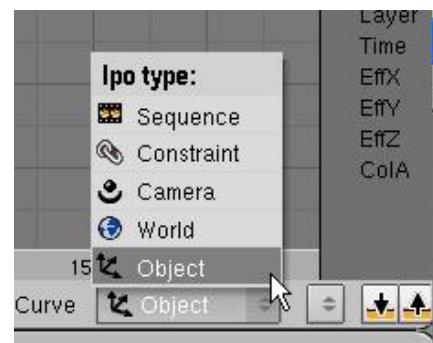 Layer
Time
EffX
EffY
EffZ
ColA
Ipo type:
Sequence
Constraint
Camera
World
Object
15
Curve
Object